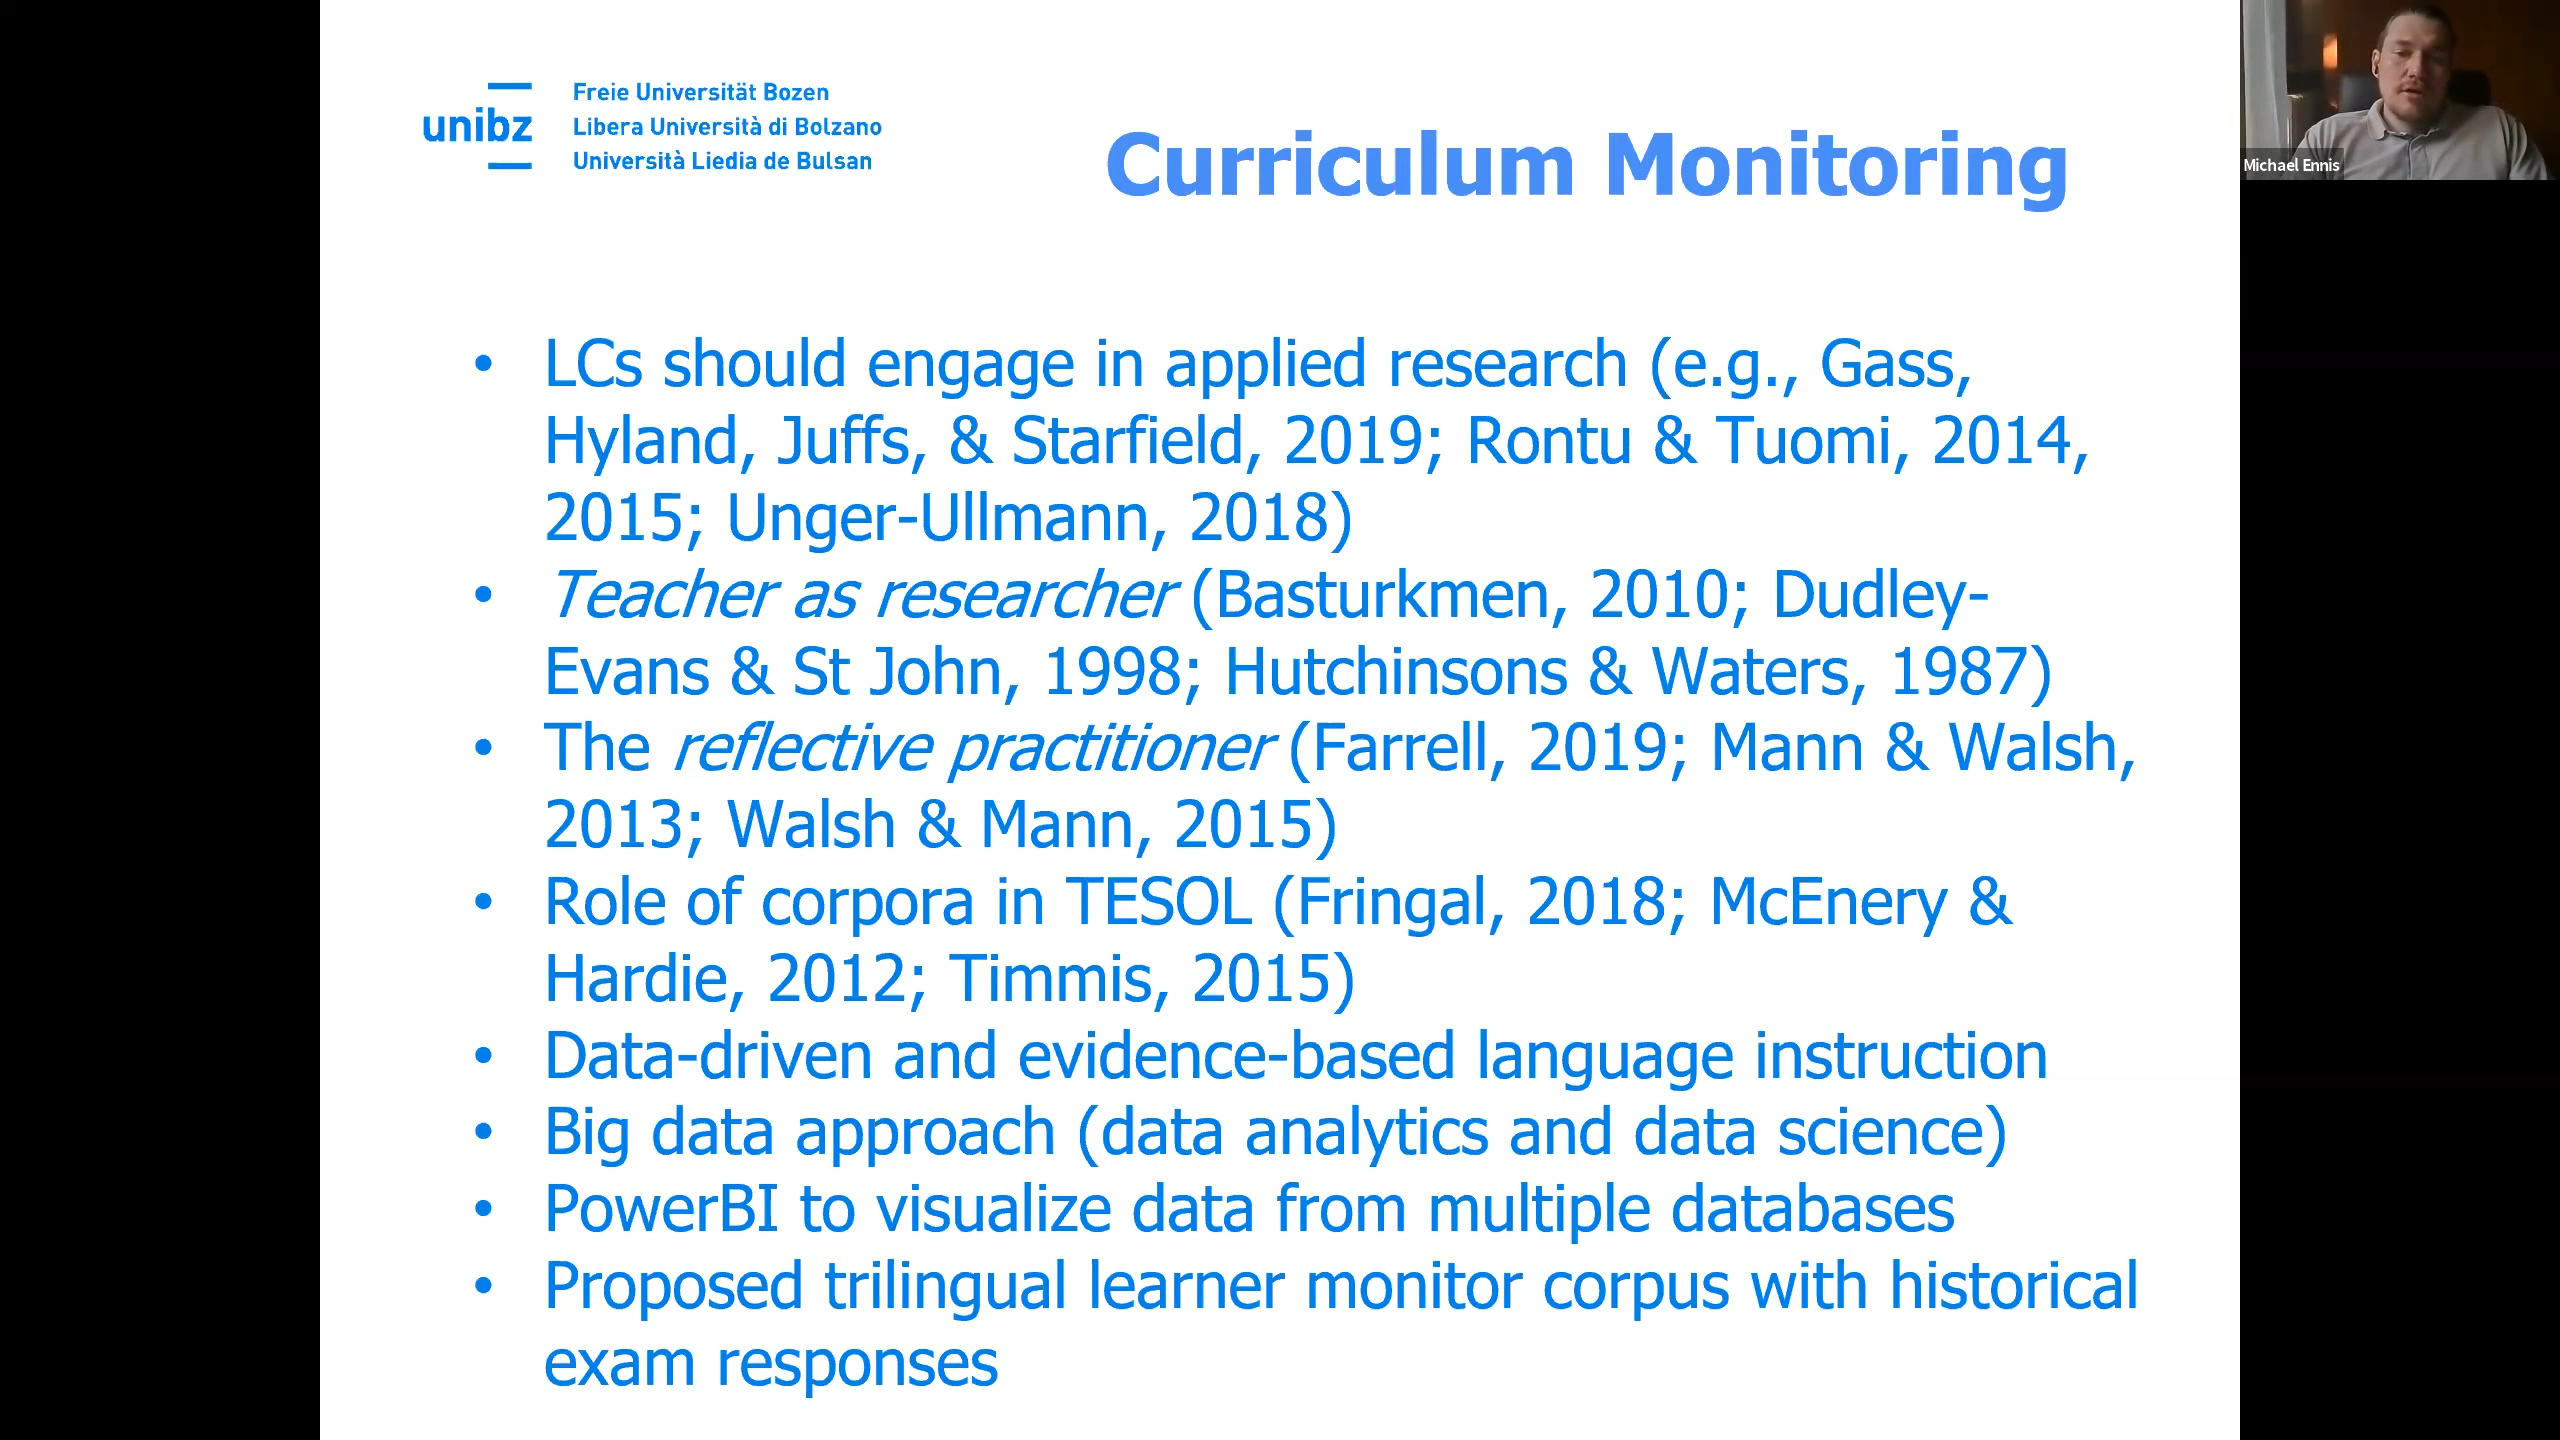 unibz
Freie Universität Bozen
Libera Università di Bolzano
Università Liedia de Bulsan
Curriculum Monitoring
Michael Ennis
• LCs should engage in applied research (e.g., Gass,
Hyland, Juffs, & Starfield, 2019; Rontu & Tuomi, 2014,
2015; Unger-Ullmann, 2018)
• Teacher as researcher (Basturkmen, 2010; Dudley-
Evans & St John, 1998; Hutchinsons & Waters, 1987)
• The reflective practitioner (Farrell, 2019; Mann & Walsh,
2013; Walsh & Mann, 2015)
• Role of corpora in TESOL (Fringal, 2018; McEnery &
Hardie, 2012; Timmis, 2015)
• Data-driven and evidence-based language instruction
• Big data approach (data analytics and data science)
• PowerBI to visualize data from multiple databases
• Proposed trilingual learner monitor corpus with historical
exam responses